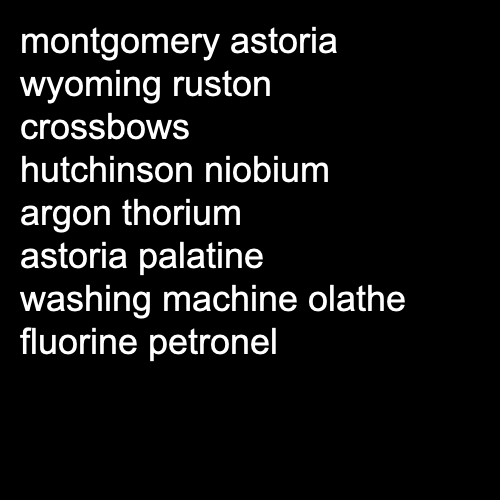 montgomery astoria
wyoming ruston
crossbows
hutchinson niobium
argon thorium
astoria palatine
washing machine olathe
fluorine petronel